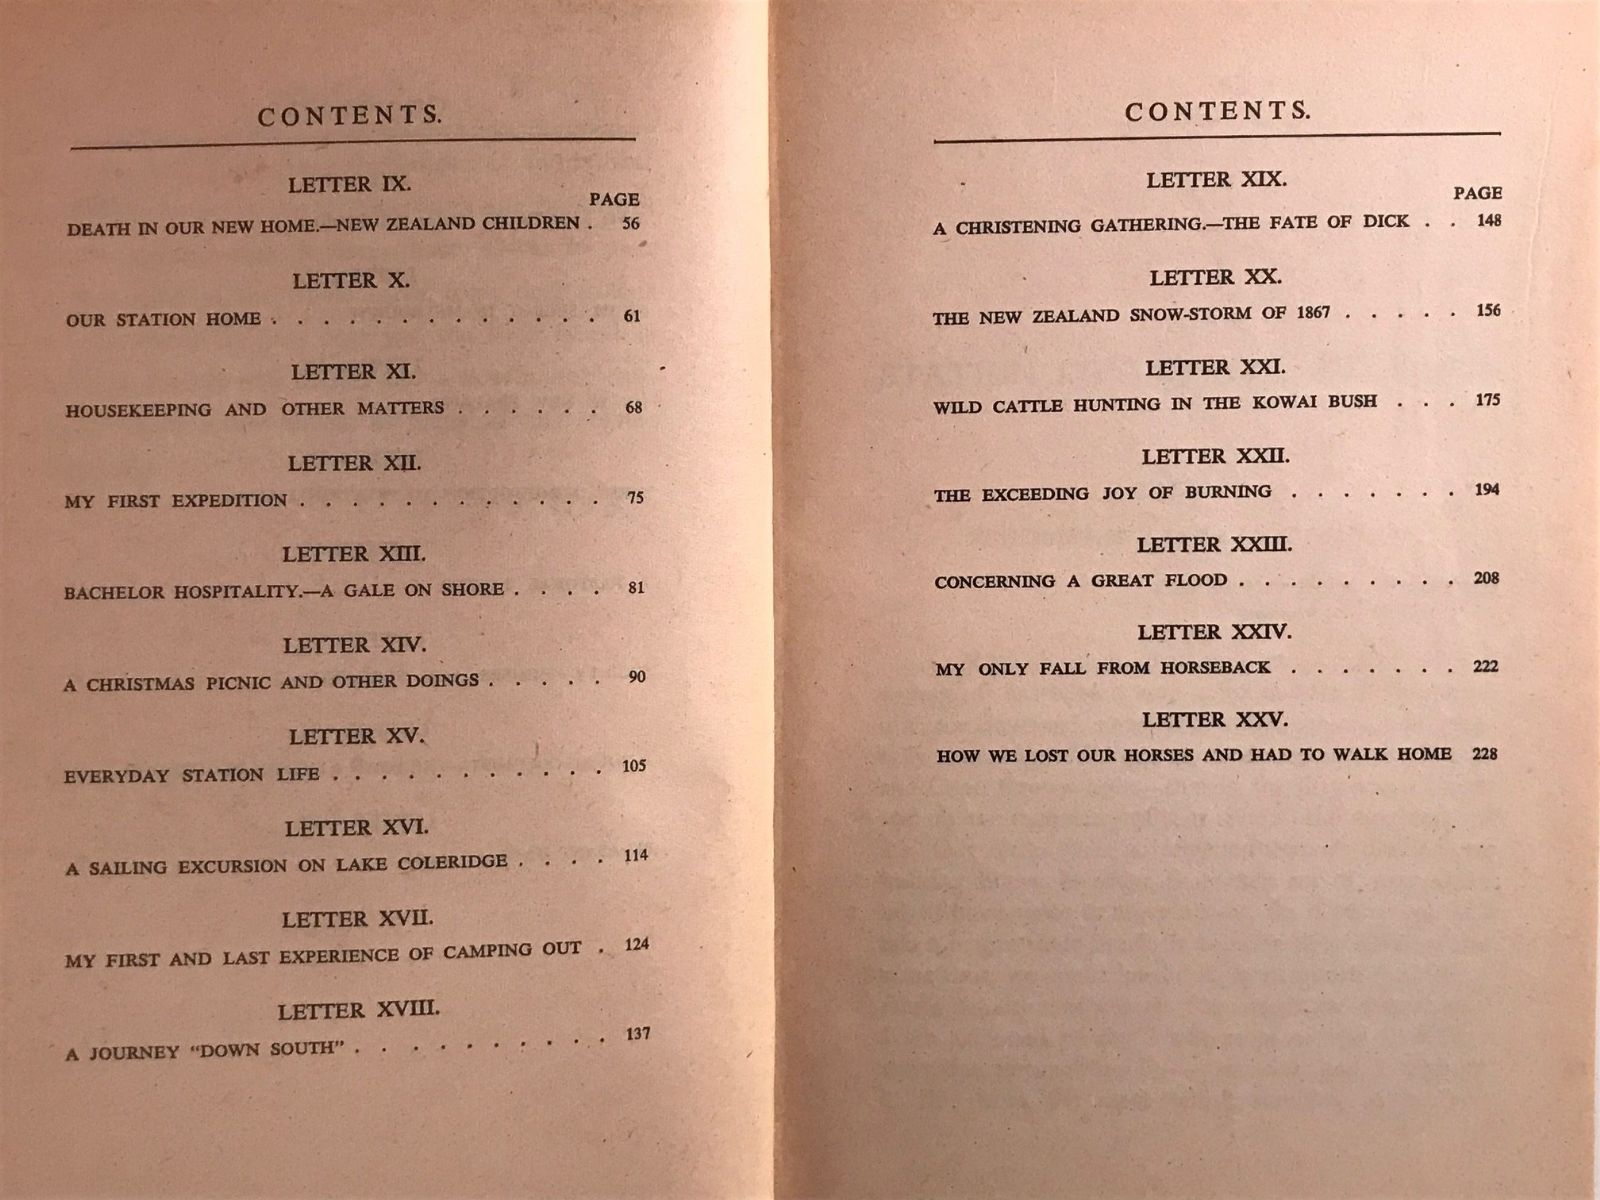 CONTENTS.
LETTER IX.
PAGE
DEATH IN OUR NEW HOME.—NEW ZEALAND CHILDREN . 56
LETTER X.
OUR STATION HOME . . . . . . . . . . . . . 61
LETTER XI.
HOUSEKEEPING AND OTHER MATTERS . . . . . . 68
LETTER XII.
MY FIRST EXPEDITION . . . . . . . . . . . . 75
LETTER XIII.
BACHELOR HOSPITALITY.—A GALE ON SHORE . . . . 81
LETTER XIV.
A CHRISTMAS PICNIC AND OTHER DOINGS . . . . . 90
LETTER XV.
EVERYDAY STATION LIFE . . . . . . . . . . . 105
LETTER XVI.
A SAILING EXCURSION ON LAKE COLERIDGE . . . . 114
LETTER XVII.
MY FIRST AND LAST EXPERIENCE OF CAMPING OUT . 124
LETTER XVIII.
A JOURNEY “DOWN SOUTH” . . . . . . . . . . 137
CONTENTS.
LETTER XIX.
PAGE
A CHRISTENING GATHERING.—THE FATE OF DICK . . 148
LETTER XX.
THE NEW ZEALAND SNOW-STORM OF 1867 . . . . . 156
LETTER XXI.
WILD CATTLE HUNTING IN THE KOWAI BUSH . . . 175
LETTER XXII.
THE EXCEEDING JOY OF BURNING . . . . . . . 194
LETTER XXIII.
CONCERNING A GREAT FLOOD . . . . . . . . . 208
LETTER XXIV.
MY ONLY FALL FROM HORSEBACK . . . . . . . 222
LETTER XXV.
HOW WE LOST OUR HORSES AND HAD TO WALK HOME 228